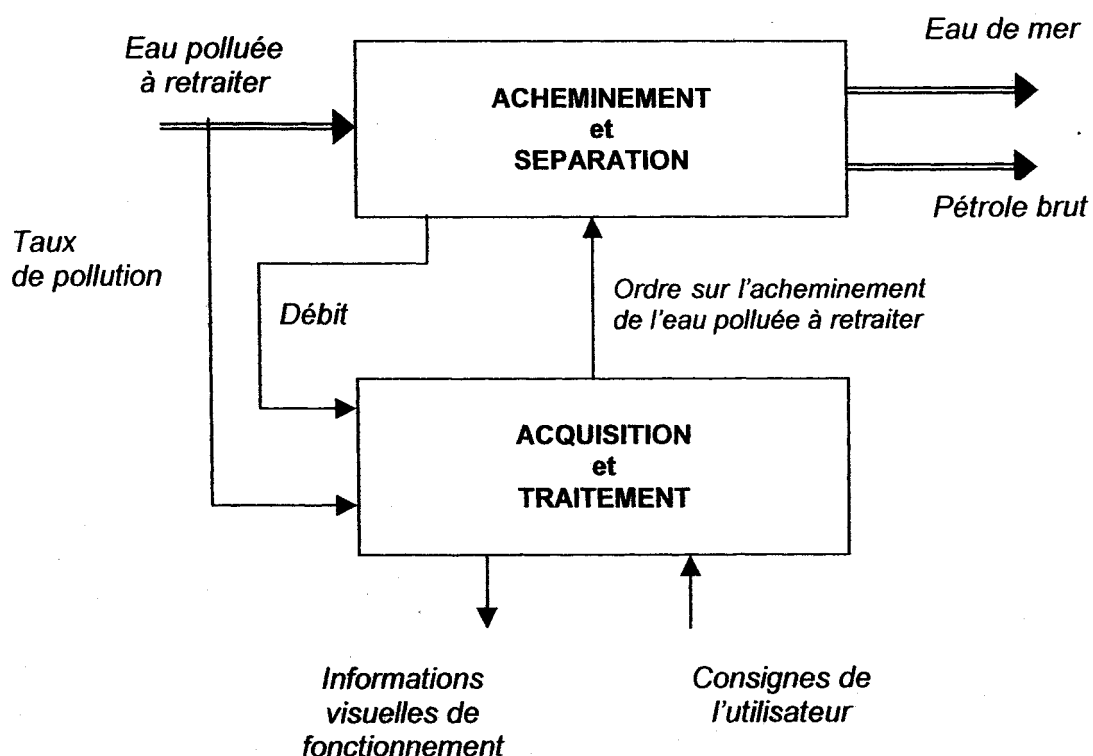 Eau polluée
à retraiter
Eau de mer
ACHEMINEMENT
et
SEPARATION
Pétrole brut
Taux
de pollution
Débit
Ordre sur l'acheminement
de l'eau polluée à retraiter
ACQUISITION
et
TRAITEMENT
Informations
visuelles de
fonctionnement
Consignes de
l'utilisateur